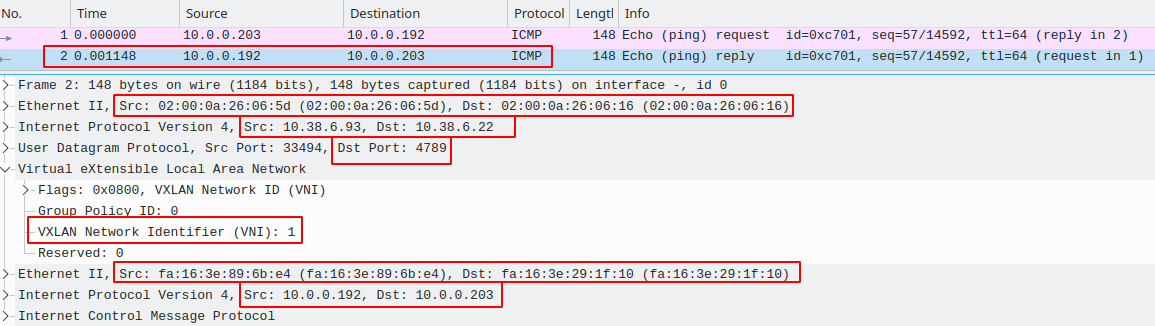 No. Time Source Destination Protocol Lengtl Info
1 0.000000 10.0.0.203 10.0.0.192 ICMP 148 Echo (ping) request id=0xc701, seq=57/14592, ttl=64 (reply in 2)
2 0.001148 10.0.0.192 10.0.0.203 ICMP 148 Echo (ping) reply id=0xc701, seq=57/14592, ttl=64 (request in 1)
Frame 2: 148 bytes on wire (1184 bits), 148 bytes captured (1184 bits) on interface -, id 0
Ethernet II, Src: 02:00:0a:26:06:5d (02:00:0a:26:06:5d), Dst: 02:00:0a:26:06:16 (02:00:0a:26:06:16)
Internet Protocol Version 4, Src: 10.38.6.93, Dst: 10.38.6.22
User Datagram Protocol, Src Port: 33494, Dst Port: 4789
Virtual eXtensible Local Area Network
Flags: 0x0800, VXLAN Network ID (VNI)
Group Policy ID: 0
VXLAN Network Identifier (VNI): 1
Reserved: 0
Ethernet II, Src: fa:16:3e:89:6b:e4 (fa:16:3e:89:6b:e4), Dst: fa:16:3e:29:1f:10 (fa:16:3e:29:1f:10)
Internet Protocol Version 4, Src: 10.0.0.192, Dst: 10.0.0.203
Internet Control Message Protocol